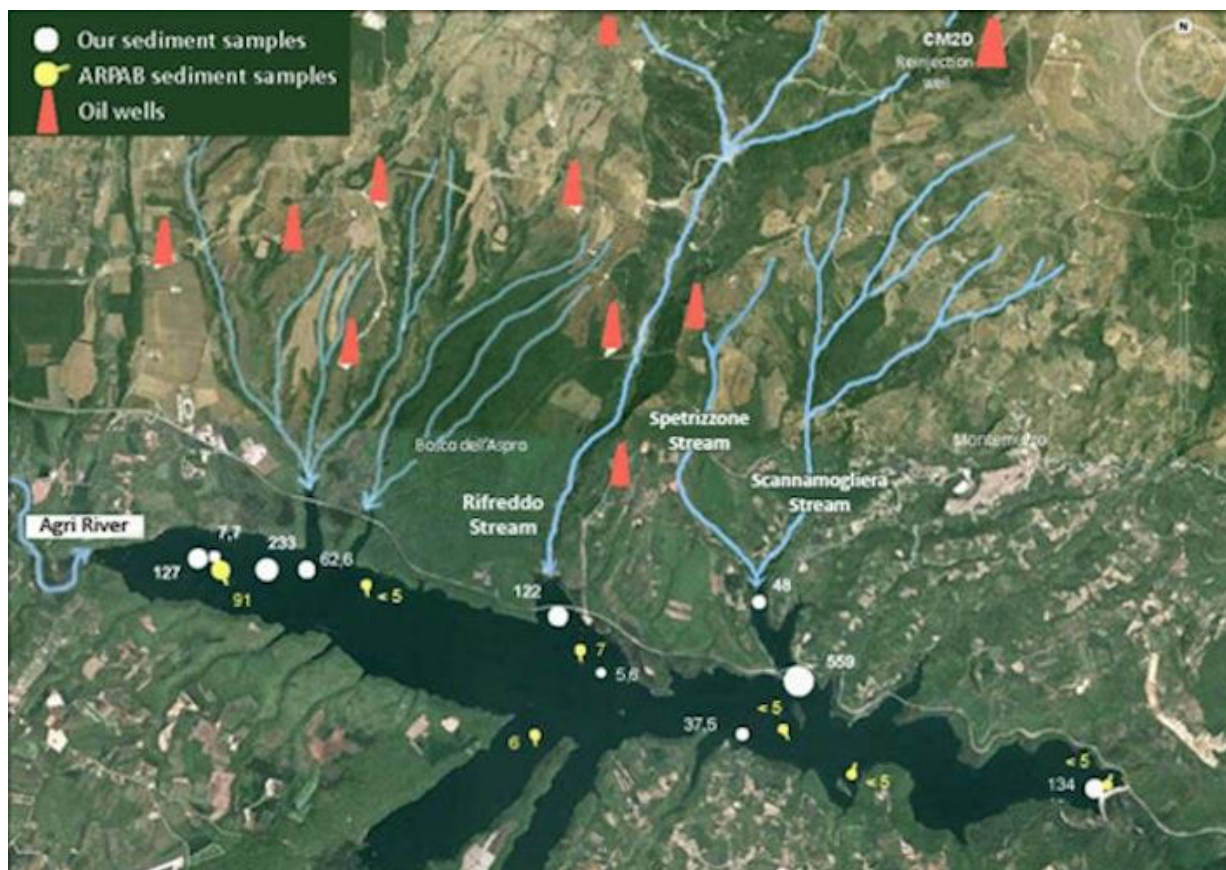 Our sediment samples
ARPAB sediment samples
Oil wells
CM2D
Reinjection
well
N
Bosco dell'Aspro
Spetrizzone
Stream
Montemurro
Scannamogliera
Stream
Rifreddo
Stream
Agri River
7,7
233
127
62,6
91
< 5
122
48
7
5,6
559
< 5
37,5
6
< 5
< 5
134